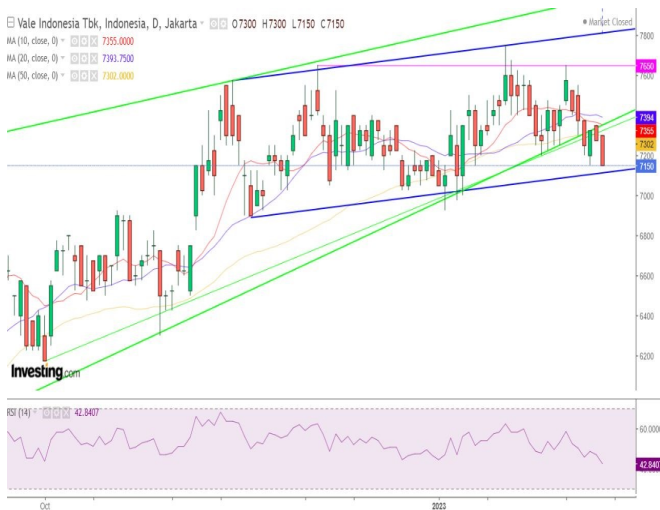 Vale Indonesia Tbk, Indonesia, D, Jakarta O7300 H7300 L7150 C7150
Market Closed
MA (10, close, 0) 7355.0000
MA (20, close, 0) 7393.7500
MA (50, close, 0) 7302.0000
7800
7650
7600
7394
7355
7302
7200
7150
7000
6800
6600
6400
6200
Investing.com
RSI (14) 42.8407
60.0000
42.8407
Oct
2023